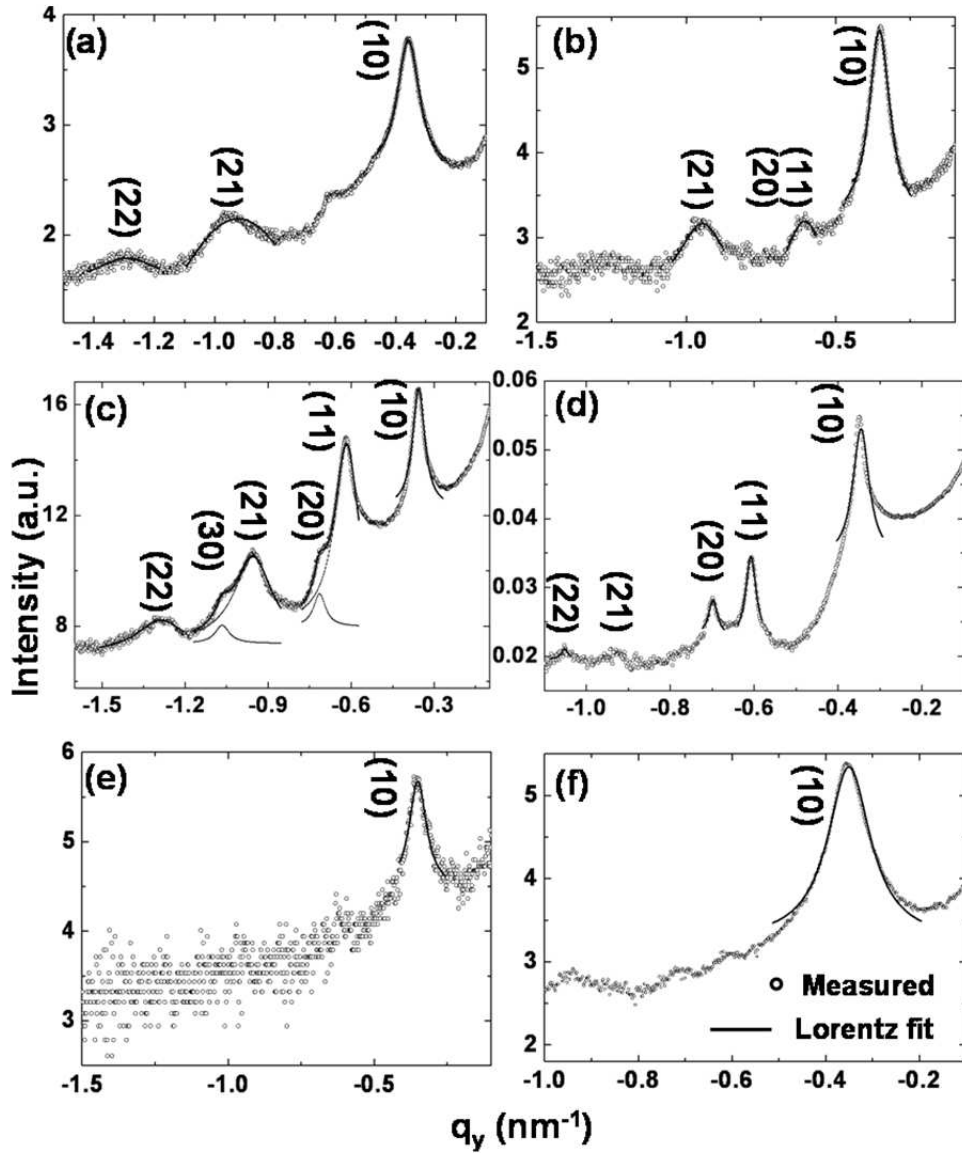 (a)
(10)
(21)
(22)
4
3
2
-1.4 -1.2 -1.0 -0.8 -0.6 -0.4 -0.2
(b)
(10)
(21)
(20)
(11)
5
4
3
2
-1.5 -1.0 -0.5
(c)
(10)
(11)
(20)
(21)
(30)
(22)
16
12
8
-1.5 -1.2 -0.9 -0.6 -0.3
(d)
(10)
(11)
(20)
(21)
(22)
0.06
0.05
0.04
0.03
0.02
-1.0 -0.8 -0.6 -0.4 -0.2
(e)
(10)
6
5
4
3
-1.5 -1.0 -0.5
(f)
(10)
5
4
3
2
Measured
Lorentz fit
-1.0 -0.8 -0.6 -0.4 -0.2
Intensity (a.u.)
q_y (nm⁻¹)